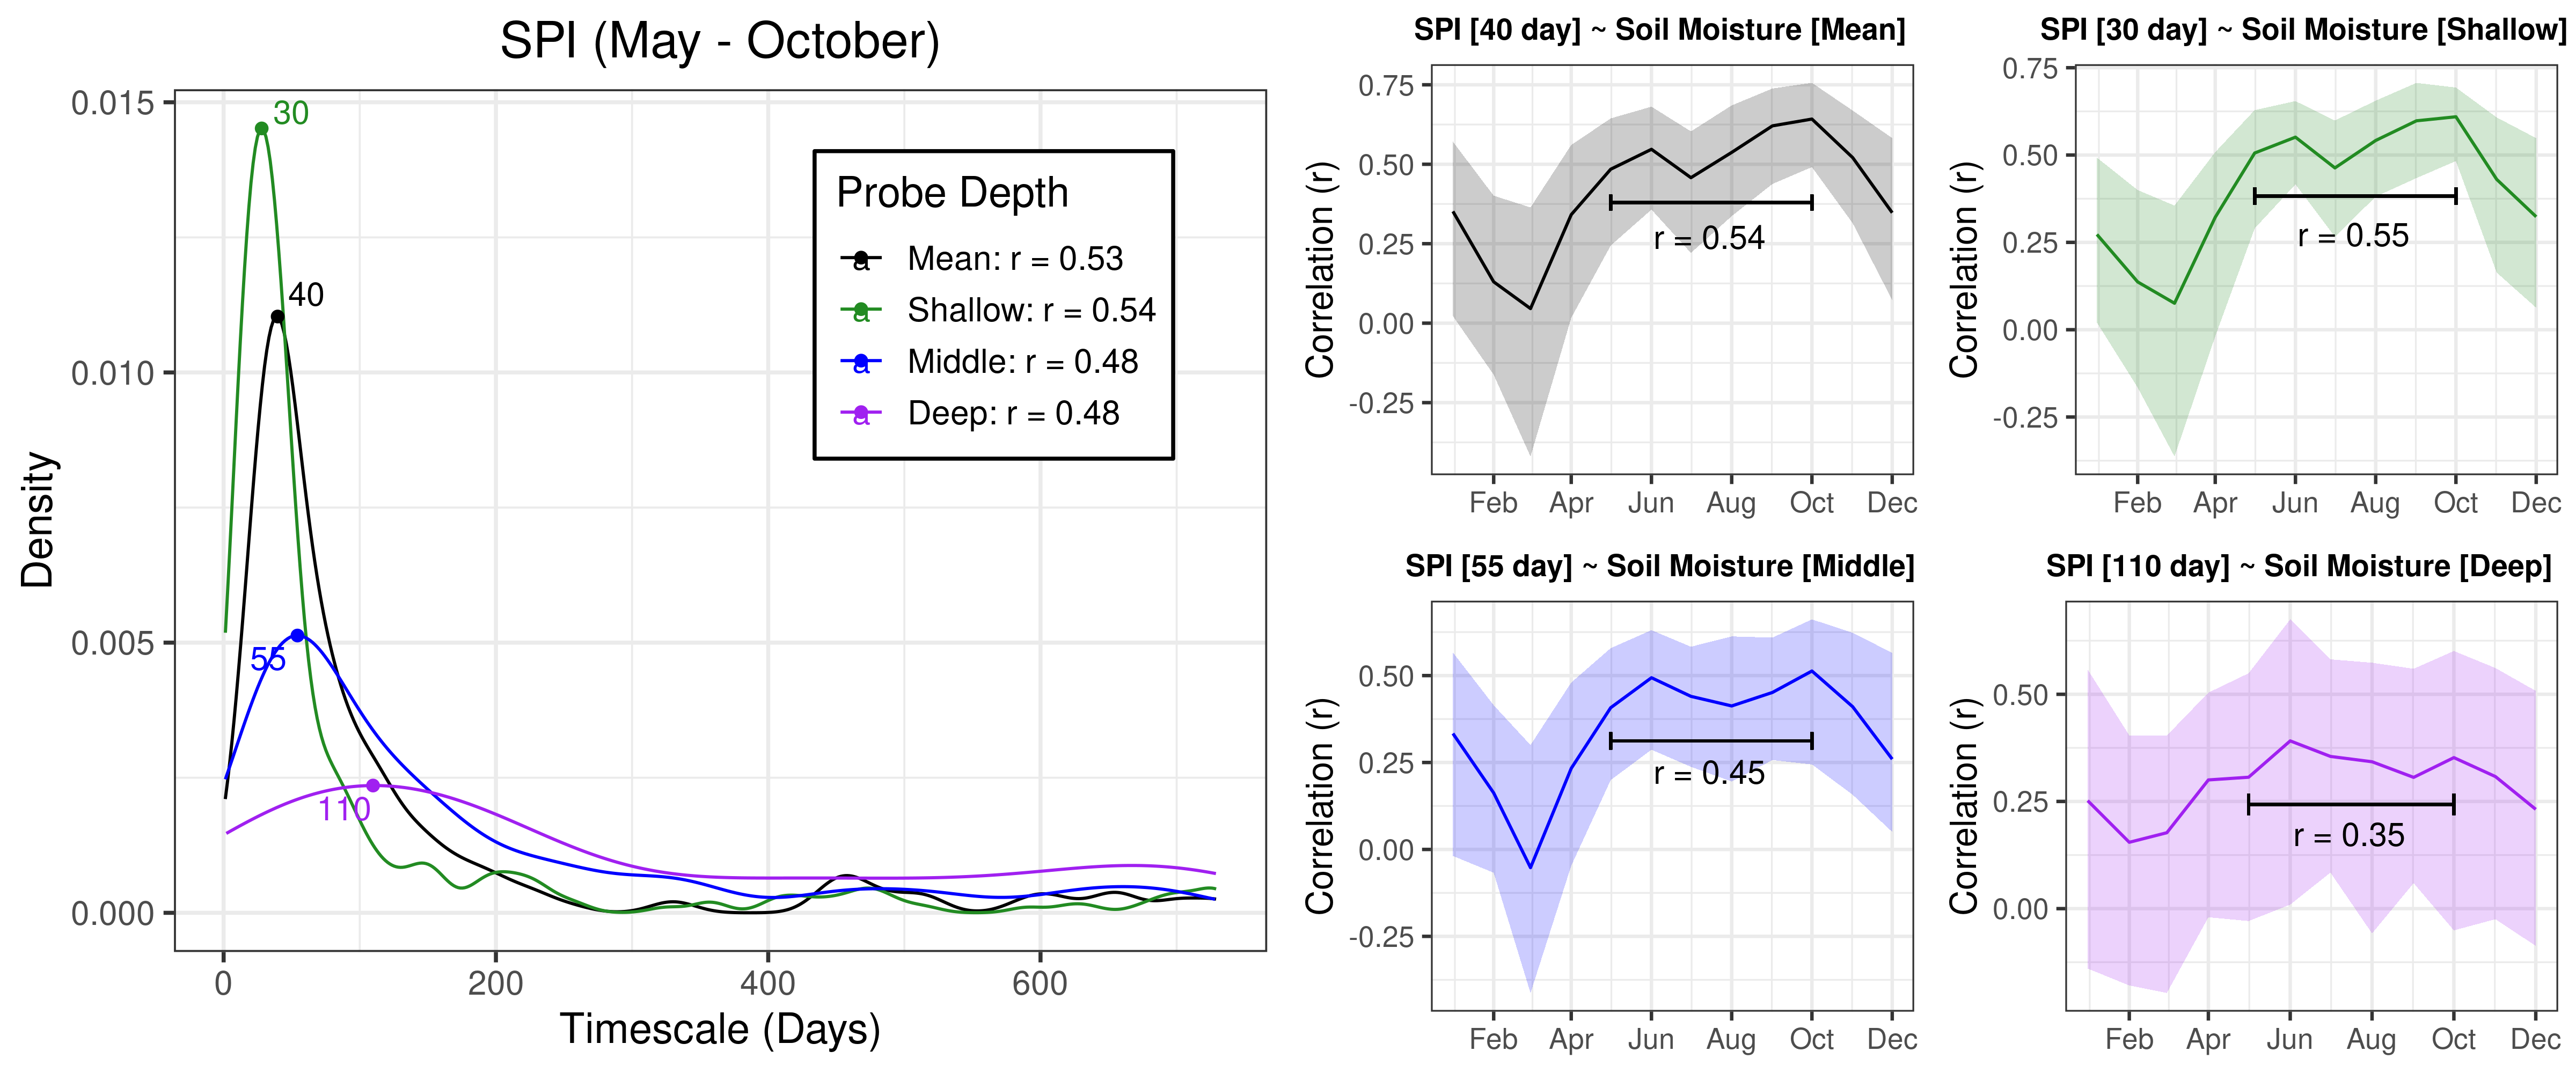 SPI (May - October)
Density
0.015
0.010
0.005
0.000
30
40
55
110
Probe Depth
a Mean: r = 0.53
a Shallow: r = 0.54
a Middle: r = 0.48
a Deep: r = 0.48
0 200 400 600
Timescale (Days)
SPI [40 day] ~ Soil Moisture [Mean]
Correlation (r)
0.75
0.50
0.25
0.00
-0.25
r = 0.54
Feb Apr Jun Aug Oct Dec
SPI [30 day] ~ Soil Moisture [Shallow]
Correlation (r)
0.75
0.50
0.25
0.00
-0.25
r = 0.55
Feb Apr Jun Aug Oct Dec
SPI [55 day] ~ Soil Moisture [Middle]
Correlation (r)
0.50
0.25
0.00
-0.25
r = 0.45
Feb Apr Jun Aug Oct Dec
SPI [110 day] ~ Soil Moisture [Deep]
Correlation (r)
0.50
0.25
0.00
r = 0.35
Feb Apr Jun Aug Oct Dec